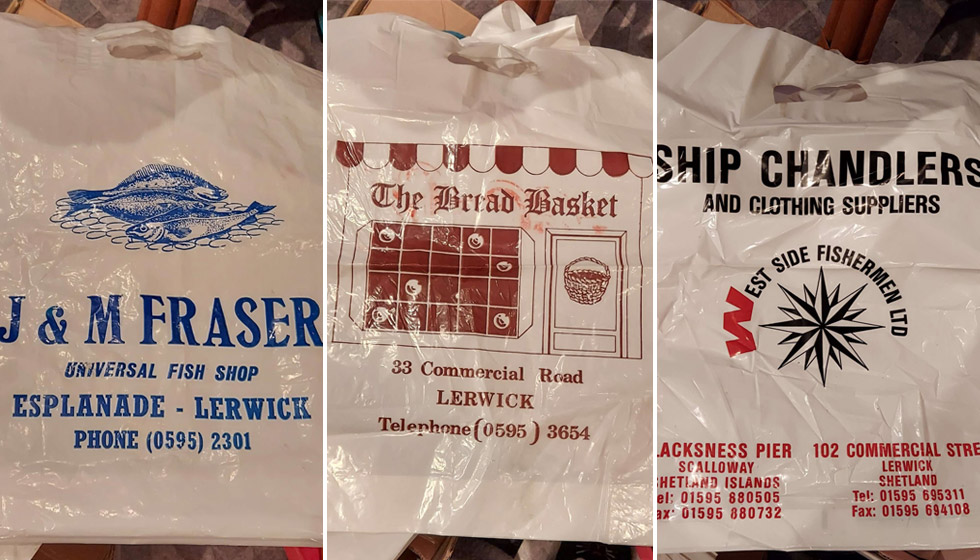 J & M FRASER
UNIVERSAL FISH SHOP
ESPLANADE - LERWICK
PHONE (0595) 2301
The Bread Basket
33 Commercial Road
LERWICK
Telephone (0595) 3654
SHIP CHANDLERS
AND CLOTHING SUPPLIERS
WEST SIDE FISHERMEN LTD
LACKSNESS PIER
SCALLOWAY
SHETLAND ISLANDS
Tel: 01595 880505
ax: 01595 880732
102 COMMERCIAL STRE
LERWICK
SHETLAND
Tel: 01595 695311
Fax: 01595 694108